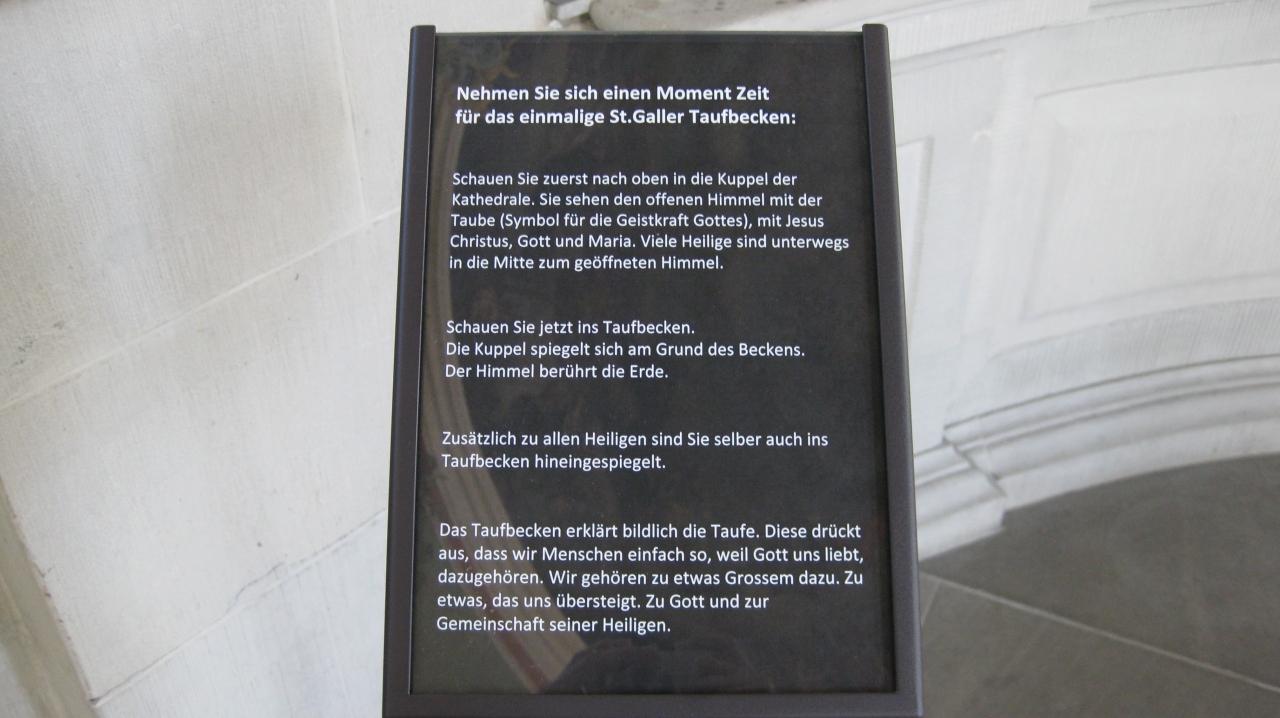 Nehmen Sie sich einen Moment Zeit
für das einmalige St.Galler Taufbecken:
Schauen Sie zuerst nach oben in die Kuppel der
Kathedrale. Sie sehen den offenen Himmel mit der
Taube (Symbol für die Geistkraft Gottes), mit Jesus
Christus, Gott und Maria. Viele Heilige sind unterwegs
in die Mitte zum geöffneten Himmel.
Schauen Sie jetzt ins Taufbecken.
Die Kuppel spiegelt sich am Grund des Beckens.
Der Himmel berührt die Erde.
Zusätzlich zu allen Heiligen sind Sie selber auch ins
Taufbecken hineingespiegelt.
Das Taufbecken erklärt bildlich die Taufe. Diese drückt
aus, dass wir Menschen einfach so, weil Gott uns liebt,
dazugehören. Wir gehören zu etwas Grossem dazu. Zu
etwas, das uns übersteigt. Zu Gott und zur
Gemeinschaft seiner Heiligen.